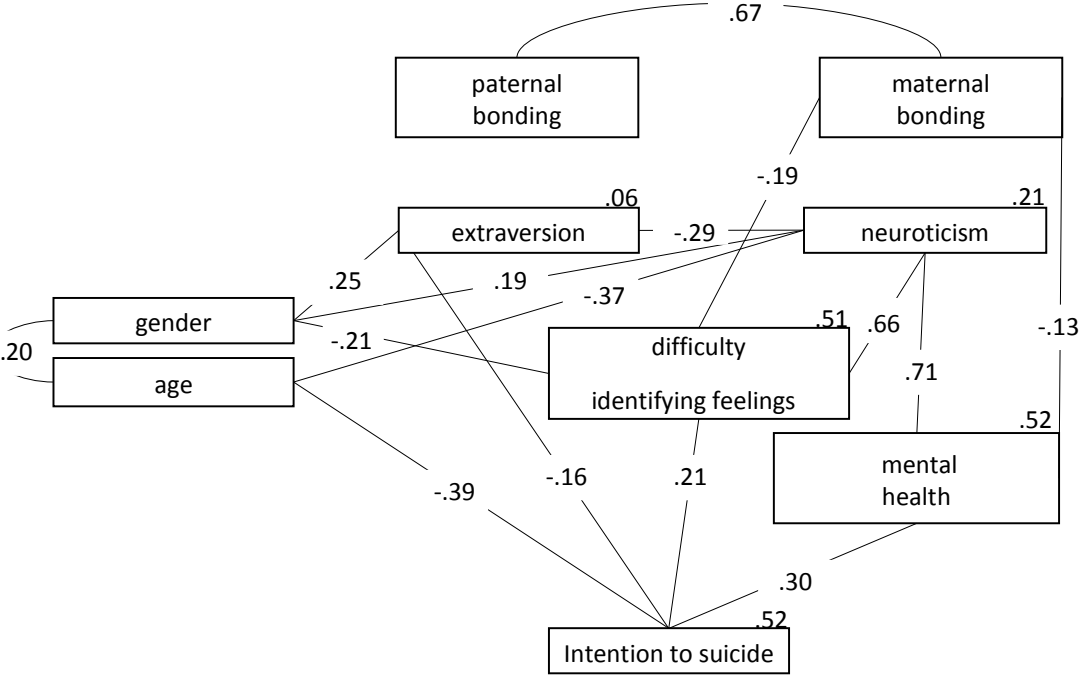 .67
paternal
bonding
maternal
bonding
-.19
.06
.21
extraversion
-.29
neuroticism
.25
.19
-.37
gender
-.21
.51
.66
-.13
.20
difficulty
identifying feelings
age
.71
.52
mental
health
-.39
-.16
.21
.30
.52
Intention to suicide